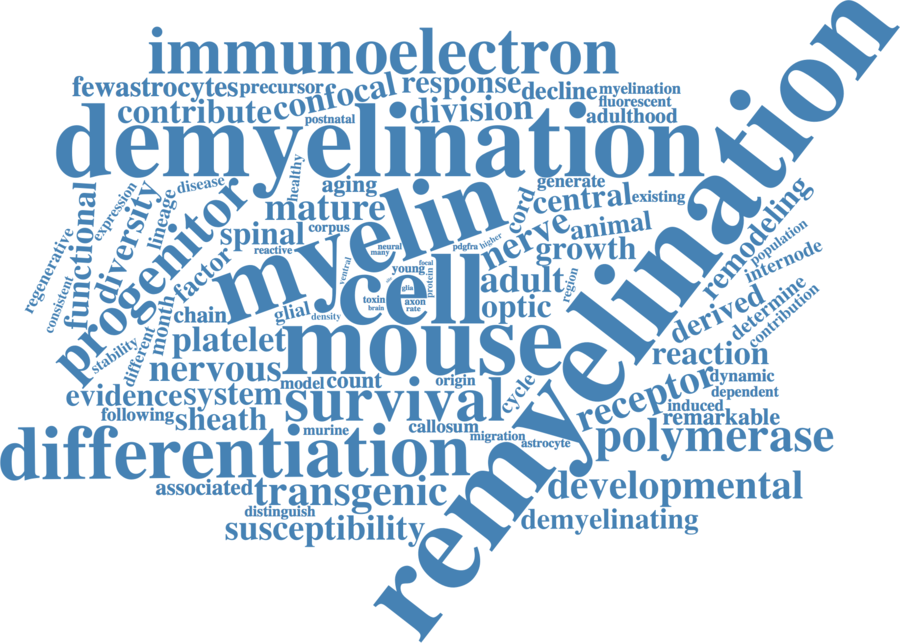 immunoelectron
few
astrocytes
precursor
confocal
response
decline
myelination
fluorescent
contribute
postnatal
division
adulthood
demyelination
remyelination
healthy
disease
aging
generate
expression
lineage
mature
cord
central
existing
functional
diversity
progenitor
spinal
corpus
reactive
myelin
nerve
animal
remodeling
regenerative
consistent
factor
neural
many
pdgfra
higher
growth
population
internode
ventral
young
focal
glia
protein
cell
adult
region
month
chain
glial
density
toxin
brain
axon
rate
optic
derived
determine
contribution
stability
different
platelet
mouse
reaction
nervous
model
count
origin
cycle
receptor
dynamic
dependent
evidence
system
survival
induced
remarkable
following
sheath
murine
callosum
migration
astrocyte
polymerase
differentiation
associated
transgenic
developmental
distinguish
susceptibility
demyelinating